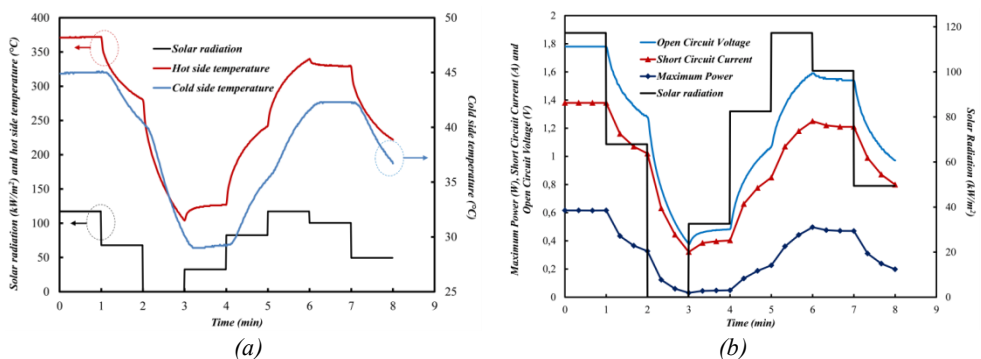 Solar radiation (kW/m²) and hot side temperature (°C)
400
350
300
250
200
150
100
50
0
Solar radiation
Hot side temperature
Cold side temperature
50
45
40
35
30
25
Cold side temperature (°C)
0 1 2 3 4 5 6 7 8 9
Time (min)
(a)
Maximum Power (W), Short Circuit Current (A) and
Open Circuit Voltage (V)
2
1,8
1,6
1,4
1,2
1
0,8
0,6
0,4
0,2
0
Open Circuit Voltage
Short Circuit Current
Maximum Power
Solar radiation
120
100
80
60
40
20
0
Solar Radiation (kW/m²)
0 1 2 3 4 5 6 7 8 9
Time (min)
(b)